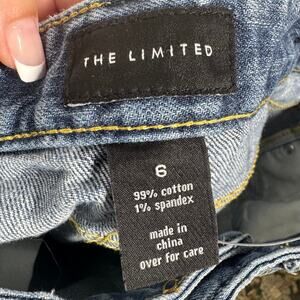 THE LIMITED
6
99% cotton
1% spandex
made in
china
over for care